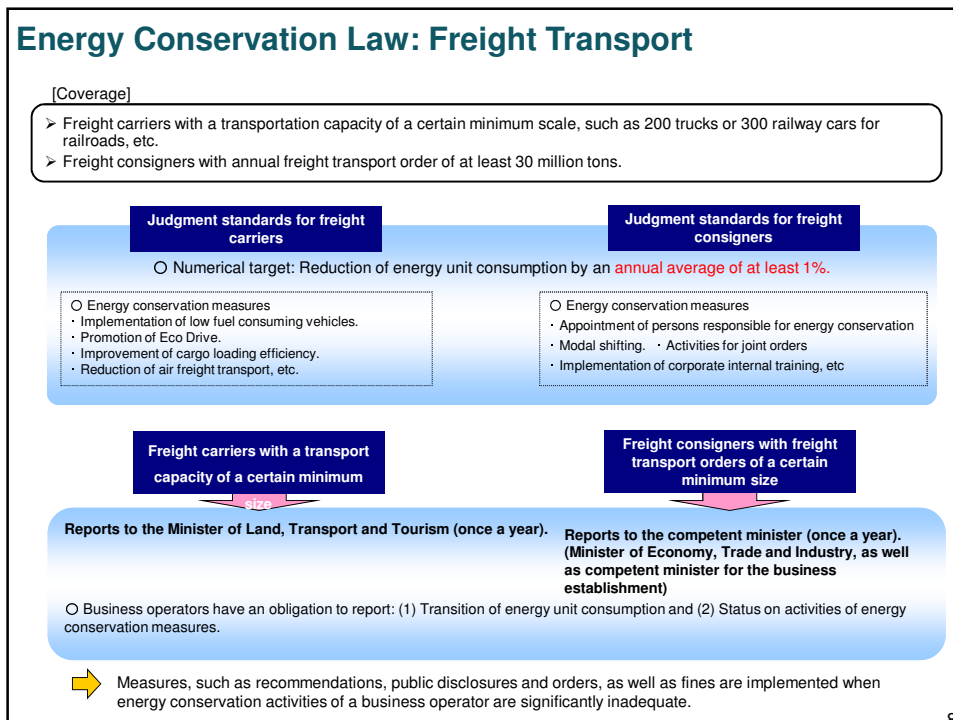 Energy Conservation Law: Freight Transport
[Coverage]
➢ Freight carriers with a transportation capacity of a certain minimum scale, such as 200 trucks or 300 railway cars for
railroads, etc.
➢ Freight consigners with annual freight transport order of at least 30 million tons.
Judgment standards for freight
carriers
Judgment standards for freight
consigners
○ Numerical target: Reduction of energy unit consumption by an annual average of at least 1%.
○ Energy conservation measures
・Implementation of low fuel consuming vehicles.
・Promotion of Eco Drive.
・Improvement of cargo loading efficiency.
・Reduction of air freight transport, etc.
○ Energy conservation measures
・Appointment of persons responsible for energy conservation
・Modal shifting. ・Activities for joint orders
・Implementation of corporate internal training, etc
Freight carriers with a transport
capacity of a certain minimum
size
Freight consigners with freight
transport orders of a certain
minimum size
Reports to the Minister of Land, Transport and Tourism (once a year).
Reports to the competent minister (once a year).
(Minister of Economy, Trade and Industry, as well
as competent minister for the business
establishment)
○ Business operators have an obligation to report: (1) Transition of energy unit consumption and (2) Status on activities of energy
conservation measures.
Measures, such as recommendations, public disclosures and orders, as well as fines are implemented when
energy conservation activities of a business operator are significantly inadequate.